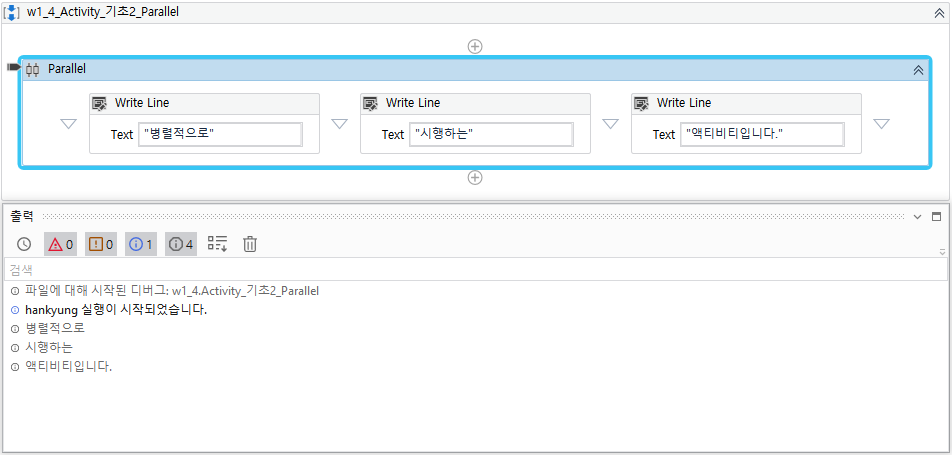 w1_4_Activity_기초2_Parallel
Parallel
Write Line
Text "병렬적으로"
Write Line
Text "시행하는"
Write Line
Text "액티비티입니다."
출력
0 0 1 4
검색
파일에 대해 시작된 디버그: w1_4.Activity_기초2_Parallel
hankyung 실행이 시작되었습니다.
병렬적으로
시행하는
액티비티입니다.